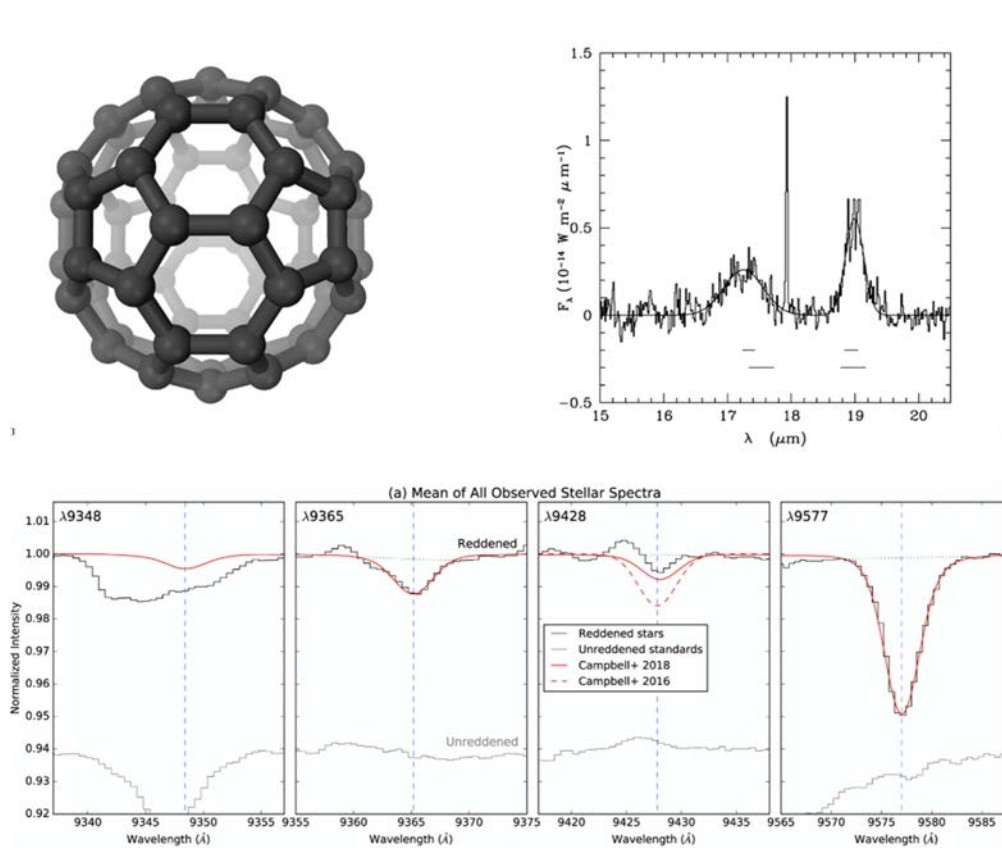 1.5
1
0.5
0
−0.5
F_λ (10⁻¹⁴ W m⁻² μm⁻¹)
15 16 17 18 19 20
λ (μm)
(a) Mean of All Observed Stellar Spectra
λ9348
λ9365
λ9428
λ9577
Reddened
Unreddened
Reddened stars
Unreddened standards
Campbell+ 2018
Campbell+ 2016
Normalized Intensity
1.01
1.00
0.99
0.98
0.97
0.96
0.95
0.94
0.93
0.92
9340 9345 9350 9355
9355 9360 9365 9370 9375
9420 9425 9430 9435
9565 9570 9575 9580 9585
Wavelength (Å)
Wavelength (Å)
Wavelength (Å)
Wavelength (Å)